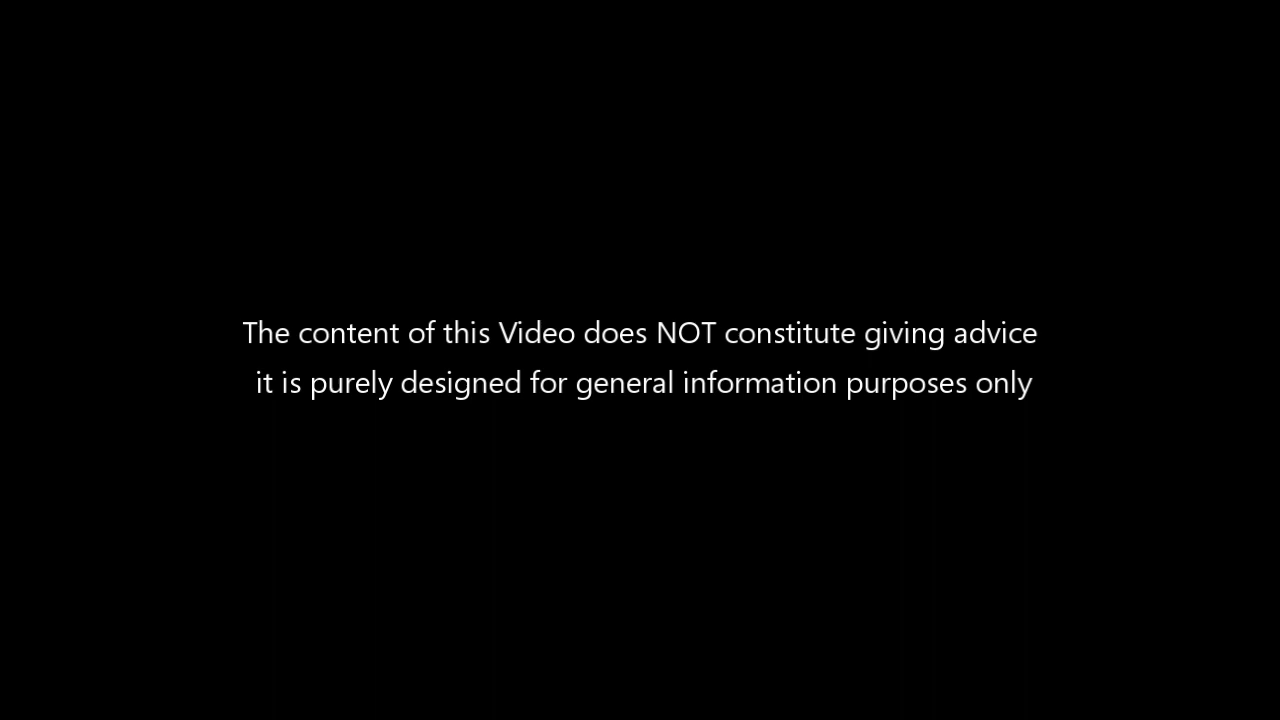 The content of this Video does NOT constitute giving advice
it is purely designed for general information purposes only